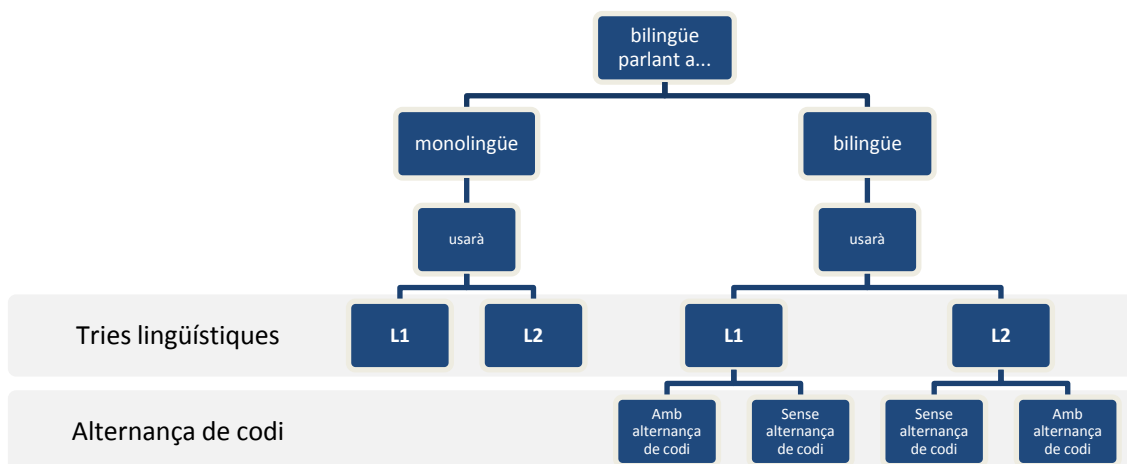 bilingüe
parlant a...
monolingüe
bilingüe
usarà
usarà
Tries lingüístiques
L1
L2
L1
L2
Alternança de codi
Amb
alternança
de codi
Sense
alternança
de codi
Sense
alternança
de codi
Amb
alternança
de codi